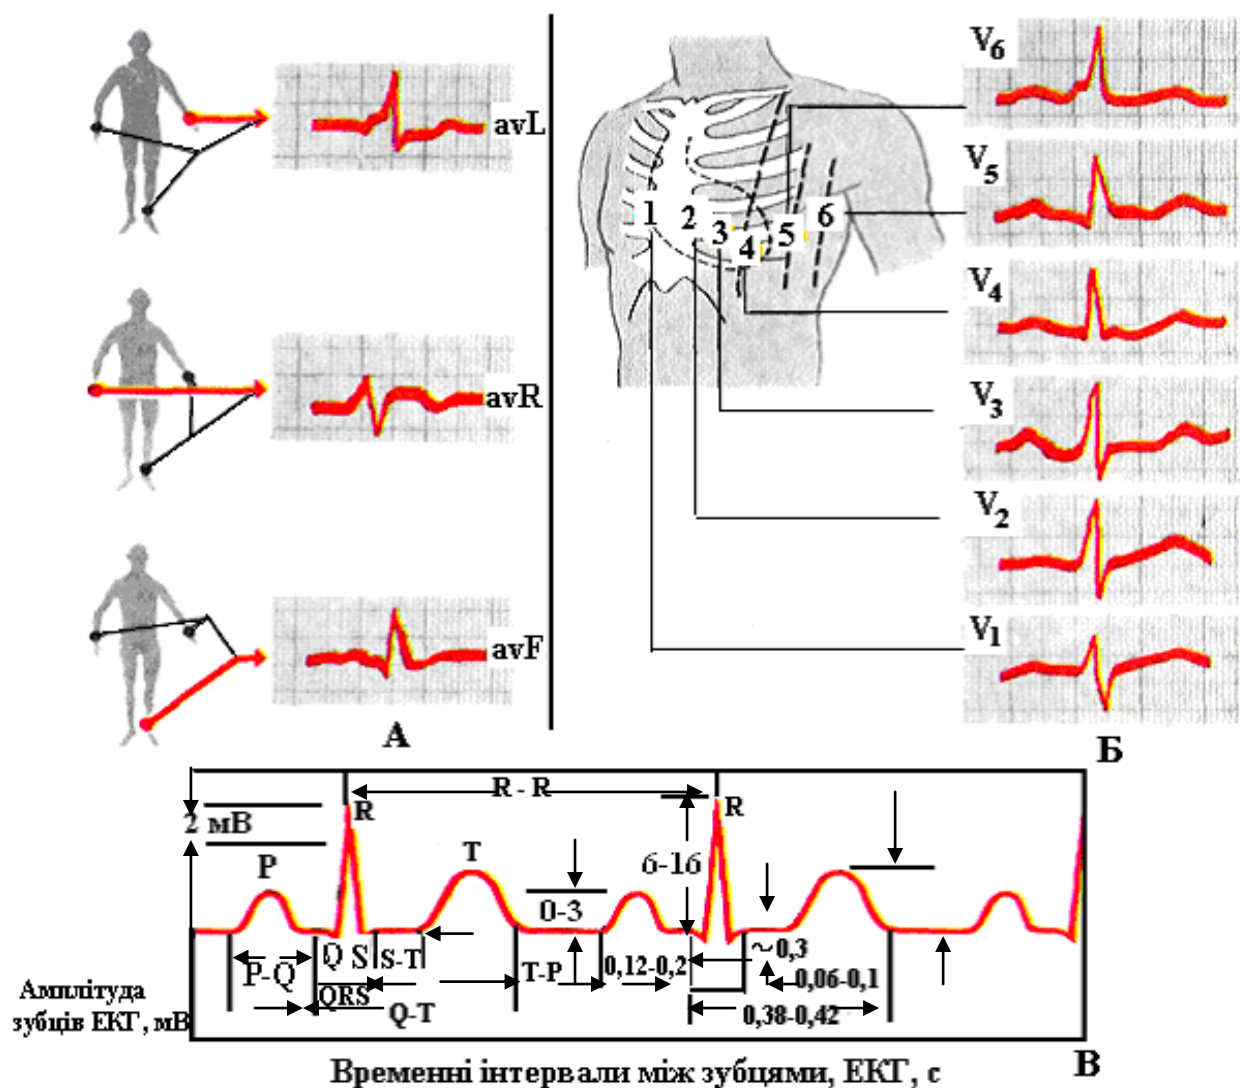 avL
avR
avF
А
V6
V5
V4
V3
V2
V1
1
2
3
4
5
6
Б
R - R
R
R
2 мВ
P
T
6-16
0-3
Q S
S-T
P-Q
T-P
0,12-0,2
~0,3
0,06-0,1
QRS
Q-T
0,38-0,42
Амплітуда
зубців ЕКГ, мВ
В
Временні інтервали між зубцями, ЕКГ, с